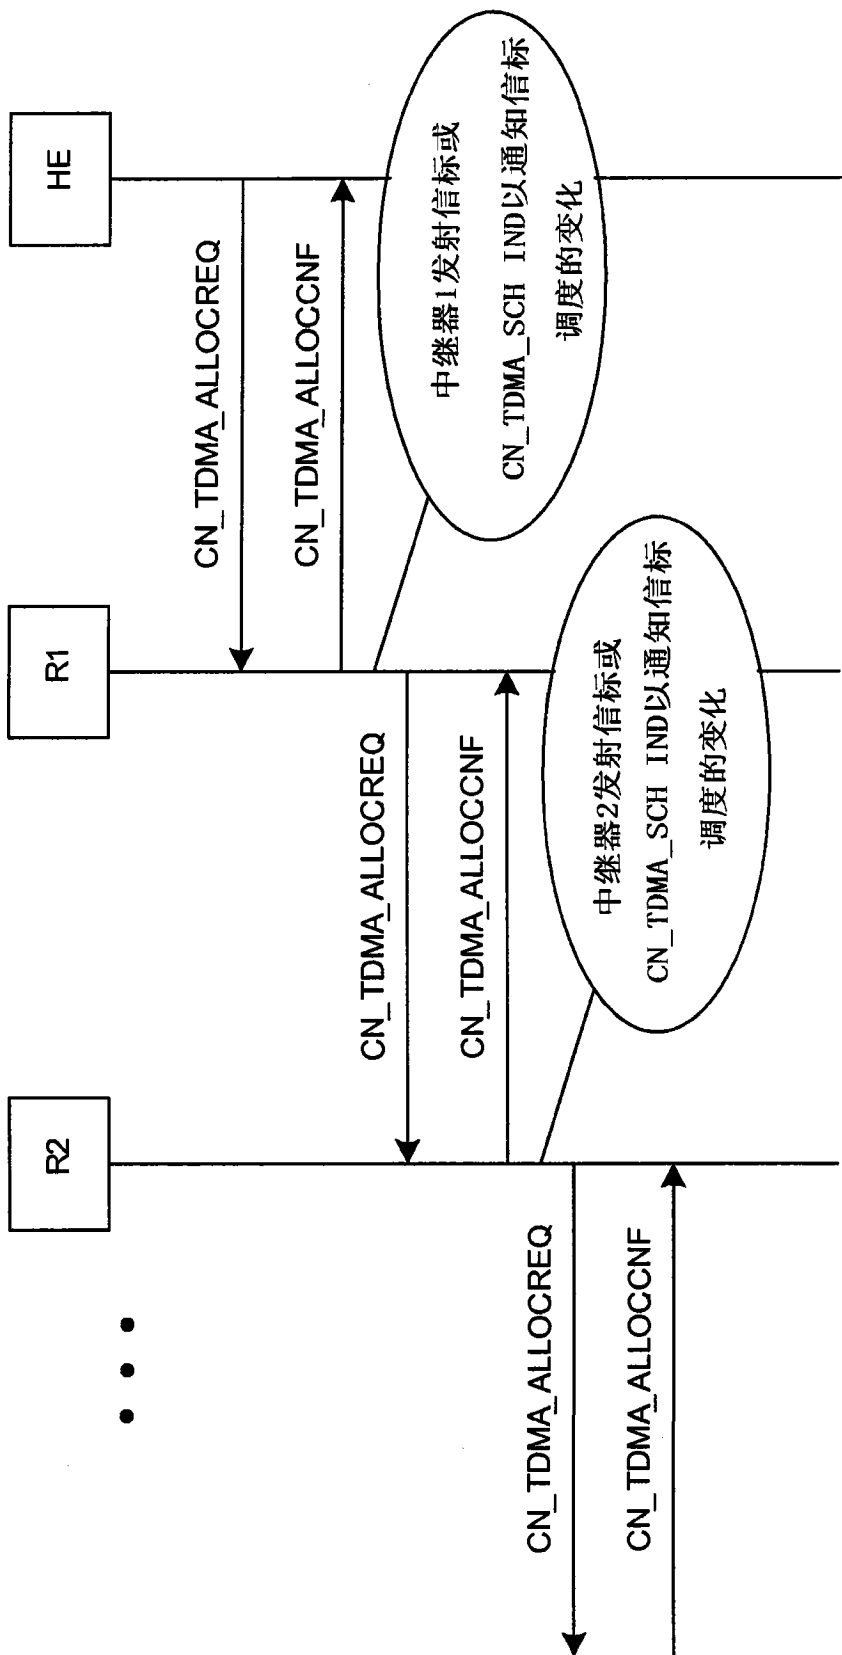 HE
R1
R2
CN_TDMA_ALLOCREQ
CN_TDMA_ALLOCCNF
中继器1发射信标或
CN_TDMA_SCH IND以通知信标
调度的变化
CN_TDMA_ALLOCREQ
CN_TDMA_ALLOCCNF
中继器2发射信标或
CN_TDMA_SCH IND以通知信标
调度的变化
CN_TDMA_ALLOCREQ
CN_TDMA_ALLOCCNF